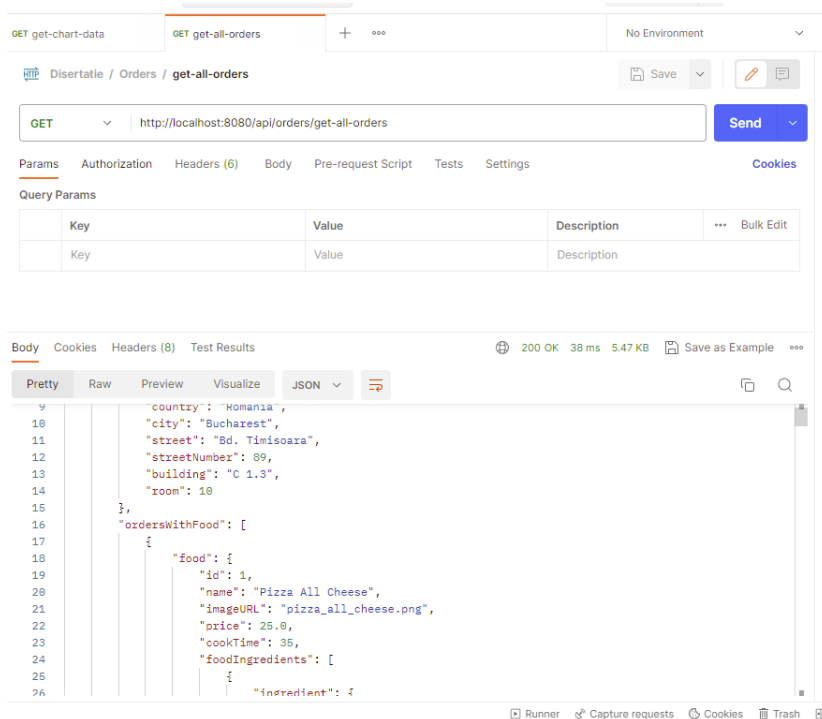 GET get-chart-data GET get-all-orders + ooo No Environment
HTTP Disertatie / Orders / get-all-orders Save
GET http://localhost:8080/api/orders/get-all-orders Send
Params Authorization Headers (6) Body Pre-request Script Tests Settings Cookies
Query Params
Key Value Description ••• Bulk Edit
Key Value Description
Body Cookies Headers (8) Test Results 200 OK 38 ms 5.47 KB Save as Example ooo
Pretty Raw Preview Visualize JSON
9 "country": "Romania",
10 "city": "Bucharest",
11 "street": "Bd. Timisoara",
12 "streetNumber": 89,
13 "building": "C 1.3",
14 "room": 10
15 },
16 "ordersWithFood": [
17 {
18 "food": {
19 "id": 1,
20 "name": "Pizza All Cheese",
21 "imageURL": "pizza_all_cheese.png",
22 "price": 25.0,
23 "cookTime": 35,
24 "foodIngredients": [
25 {
26 "ingredient": {
Runner Capture requests Cookies Trash